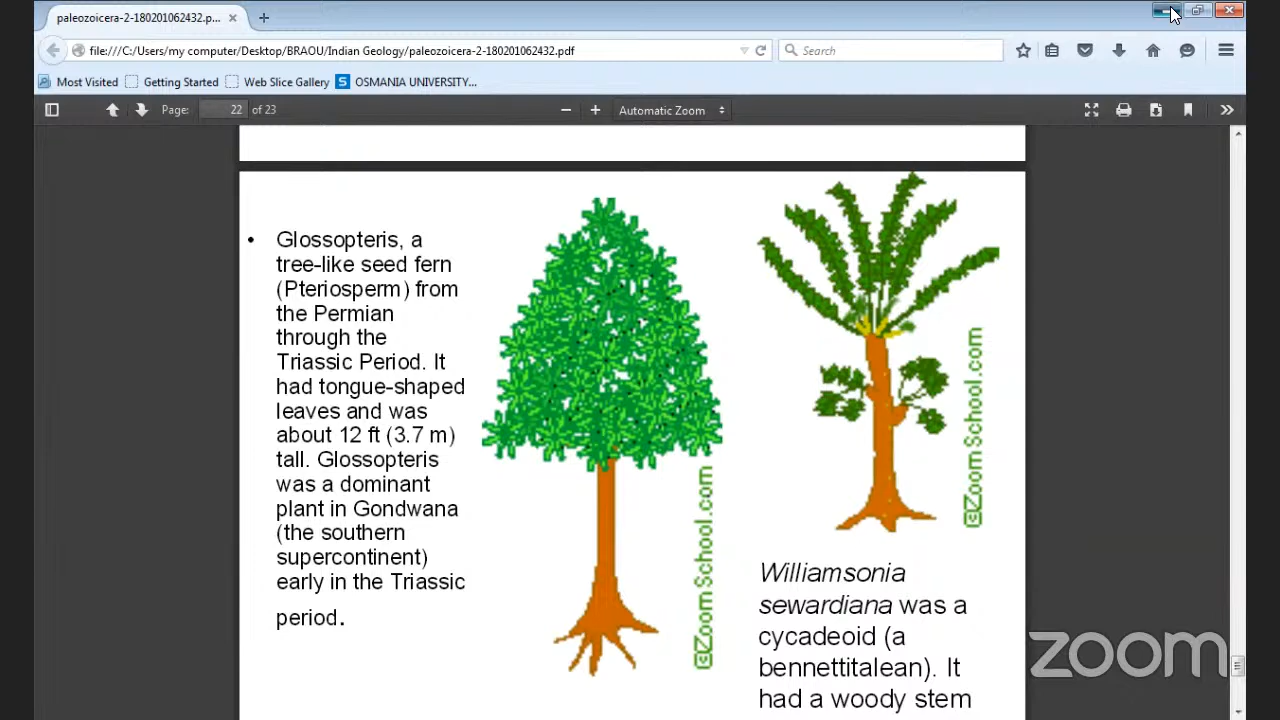 paleozoicera-2-180201062432.p...
file:///C:/Users/my computer/Desktop/BRAOU/Indian Geology/paleozoicera-2-180201062432.pdf
Search
Most Visited Getting Started Web Slice Gallery S OSMANIA UNIVERSITY...
Page: 22 of 23
Automatic Zoom
• Glossopteris, a
tree-like seed fern
(Pteriosperm) from
the Permian
through the
Triassic Period. It
had tongue-shaped
leaves and was
about 12 ft (3.7 m)
tall. Glossopteris
was a dominant
plant in Gondwana
(the southern
supercontinent)
early in the Triassic
period.
©ZoomSchool.com
©ZoomSchool.com
Williamsonia
sewardiana was a
cycadeoid (a
bennettitalean). It
had a woody stem
zoom